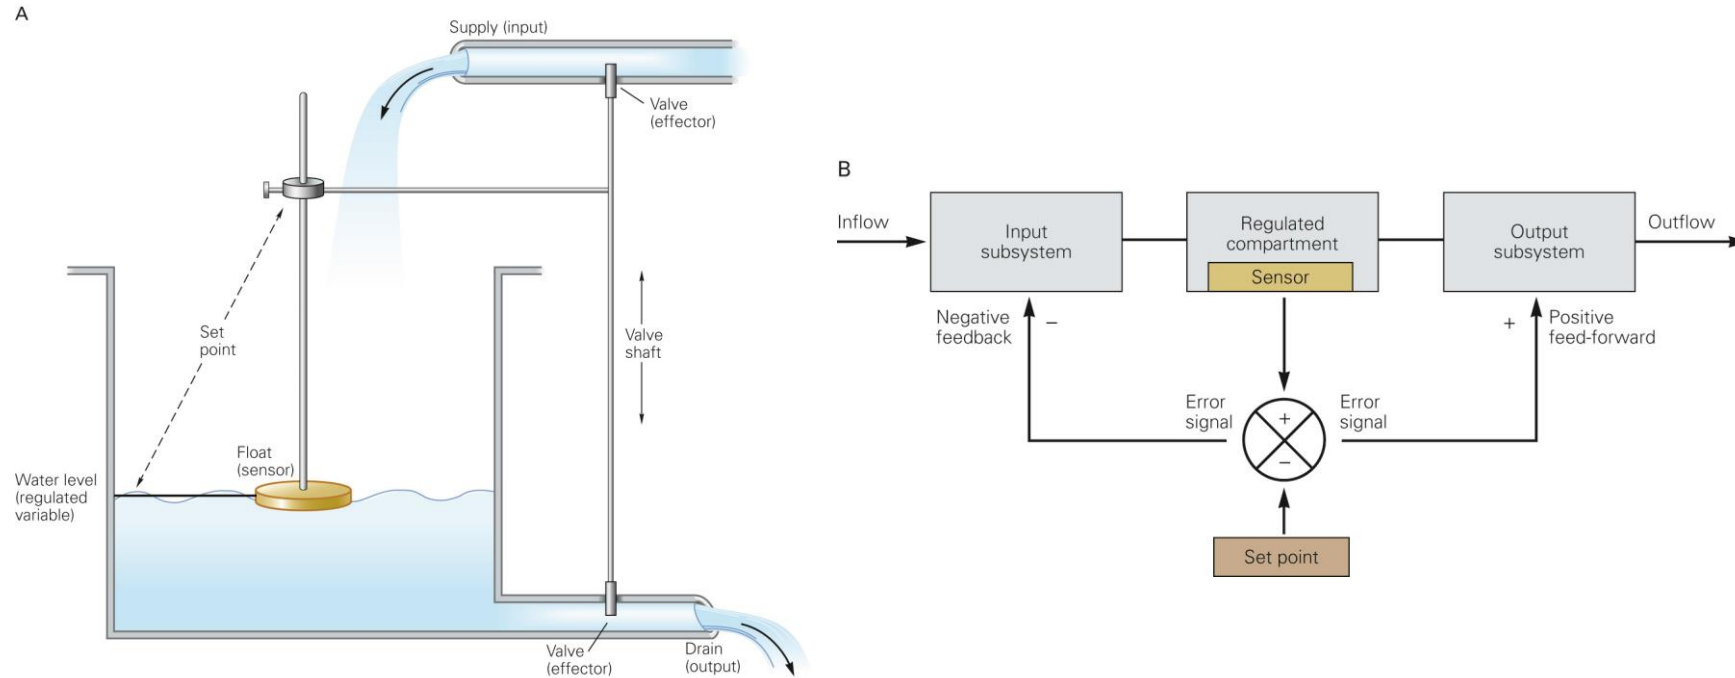 A
Supply (input)
Valve
(effector)
Set
point
Valve
shaft
Float
(sensor)
Water level
(regulated
variable)
Valve
(effector)
Drain
(output)
B
Inflow
Input
subsystem
Regulated
compartment
Sensor
Output
subsystem
Outflow
Negative
feedback
−
+
Positive
feed-forward
Error
signal
+
−
Error
signal
Set point